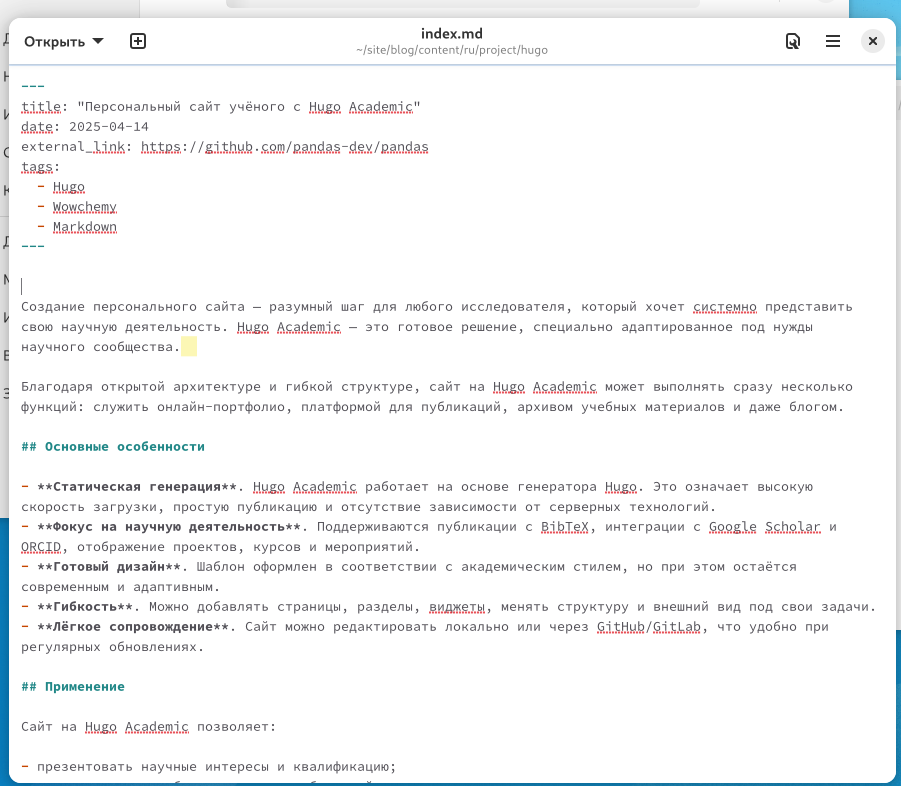 Открыть
index.md
~/site/blog/content/ru/project/hugo
---
title: "Персональный сайт учёного с Hugo Academic"
date: 2025-04-14
external_link: https://github.com/pandas-dev/pandas
tags:
  - Hugo
  - Wowchemy
  - Markdown
---
Создание персонального сайта — разумный шаг для любого исследователя, который хочет системно представить
свою научную деятельность. Hugo Academic — это готовое решение, специально адаптированное под нужды
научного сообщества.
Благодаря открытой архитектуре и гибкой структуре, сайт на Hugo Academic может выполнять сразу несколько
функций: служить онлайн-портфолио, платформой для публикаций, архивом учебных материалов и даже блогом.
## Основные особенности
- **Статическая генерация**. Hugo Academic работает на основе генератора Hugo. Это означает высокую
скорость загрузки, простую публикацию и отсутствие зависимости от серверных технологий.
- **Фокус на научную деятельность**. Поддерживаются публикации с BibTeX, интеграции с Google Scholar и
ORCID, отображение проектов, курсов и мероприятий.
- **Готовый дизайн**. Шаблон оформлен в соответствии с академическим стилем, но при этом остаётся
современным и адаптивным.
- **Гибкость**. Можно добавлять страницы, разделы, виджеты, менять структуру и внешний вид под свои задачи.
- **Лёгкое сопровождение**. Сайт можно редактировать локально или через GitHub/GitLab, что удобно при
регулярных обновлениях.
## Применение
Сайт на Hugo Academic позволяет:
- презентовать научные интересы и квалификацию;